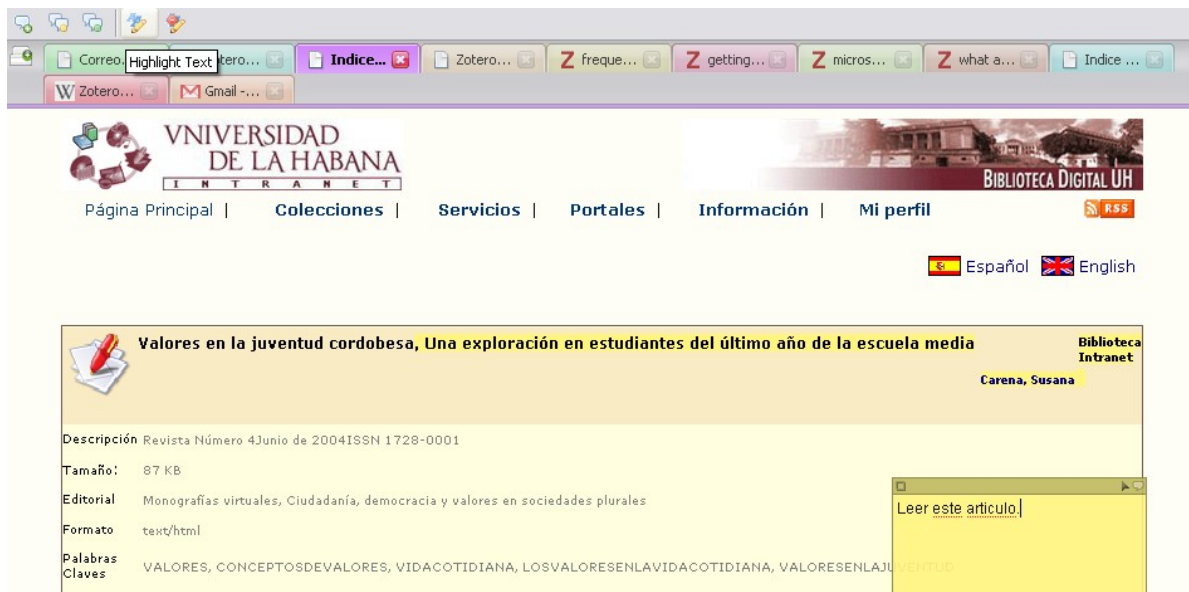 Correo. Highlight Text tero... Indice... Zotero... Z freque... Z getting... Z micros... Z what a... Indice ...
W Zotero... Gmail -...
VNIVERSIDAD
DE LA HABANA
INTRANET
BIBLIOTECA DIGITAL UH
Página Principal | Colecciones | Servicios | Portales | Información | Mi perfil RSS
Español English
Valores en la juventud cordobesa, Una exploración en estudiantes del último año de la escuela media
Biblioteca
Intranet
Carena, Susana
Descripción Revista Número 4Junio de 2004ISSN 1728-0001
Tamaño: 87 KB
Editorial Monografías virtuales, Ciudadanía, democracia y valores en sociedades plurales
Leer este articulo.
Formato text/html
Palabras
Claves
VALORES, CONCEPTOSDEVALORES, VIDACOTIDIANA, LOSVALORESENLAVIDACOTIDIANA, VALORESENLAJUVENTUD